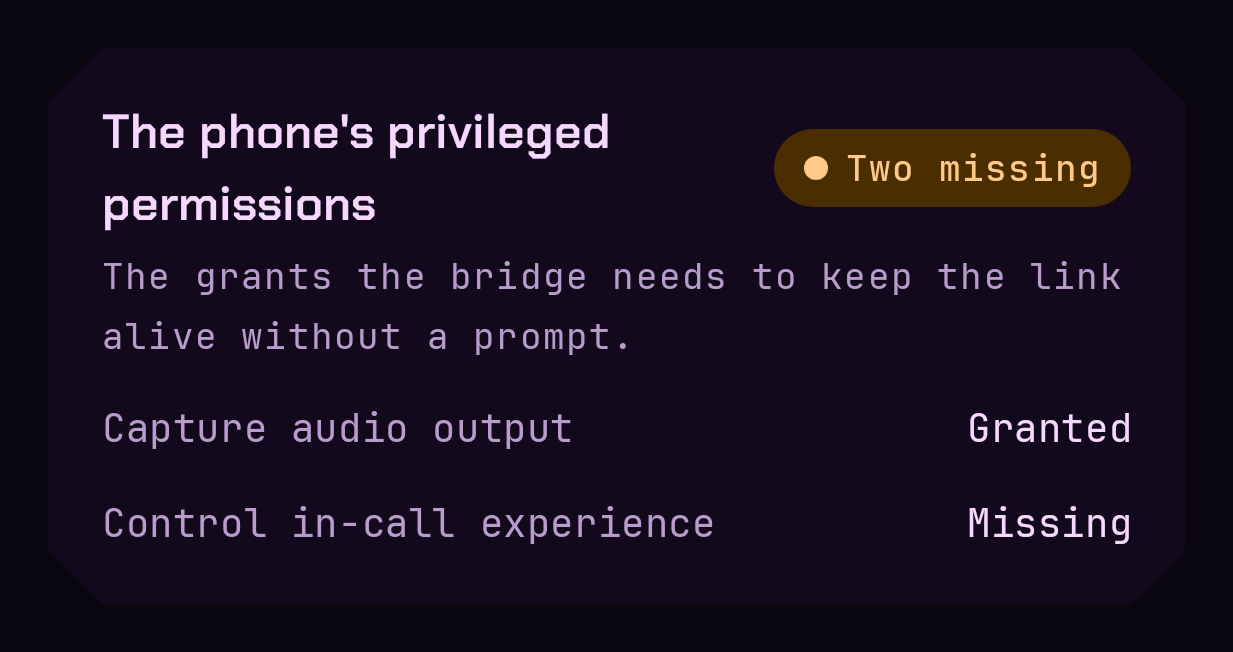 The phone's privileged
permissions
Two missing
The grants the bridge needs to keep the link
alive without a prompt.
Capture audio output Granted
Control in-call experience Missing